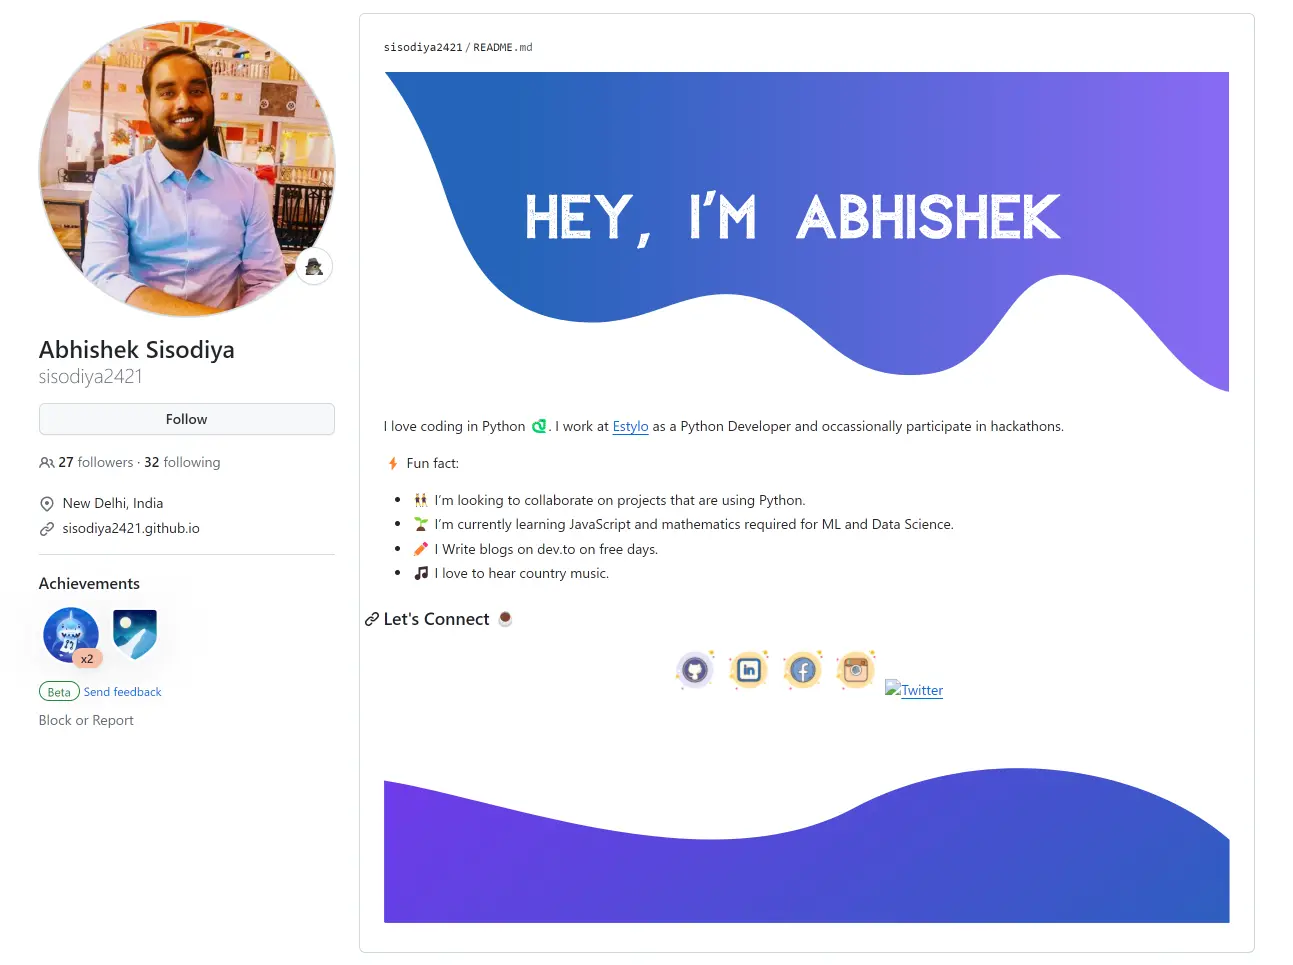 Abhishek Sisodiya
sisodiya2421
Follow
27 followers · 32 following
New Delhi, India
sisodiya2421.github.io
Achievements
x2
Beta Send feedback
Block or Report
sisodiya2421/README.md
HEY, I'M ABHISHEK
I love coding in Python . I work at Estylo as a Python Developer and occassionally participate in hackathons.
⚡ Fun fact:
• 👯 I’m looking to collaborate on projects that are using Python.
• 🌱 I’m currently learning JavaScript and mathematics required for ML and Data Science.
• ✏️ I Write blogs on dev.to on free days.
• 🎵 I love to hear country music.
Let's Connect ☕
in f Twitter